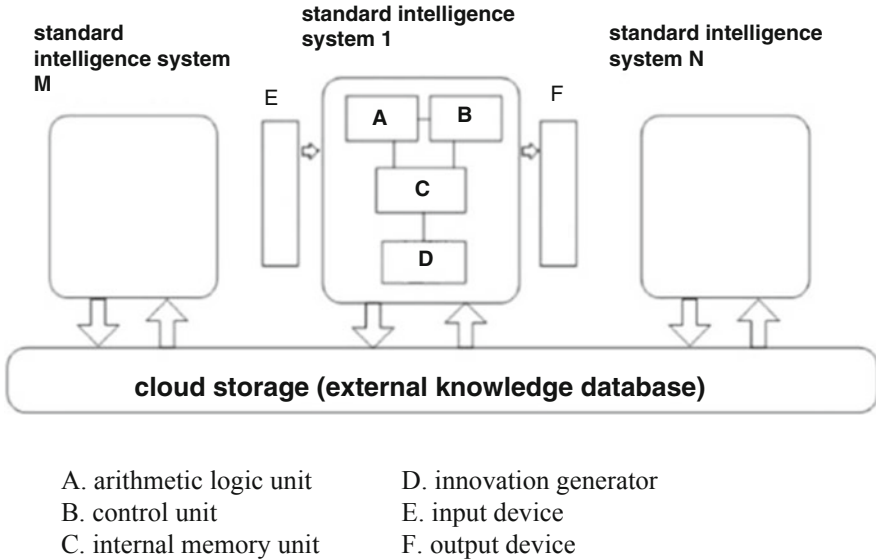 standard
intelligence system
M
standard intelligence
system 1
standard intelligence
system N
E
F
A
B
C
D
cloud storage (external knowledge database)
A. arithmetic logic unit
B. control unit
C. internal memory unit
D. innovation generator
E. input device
F. output device